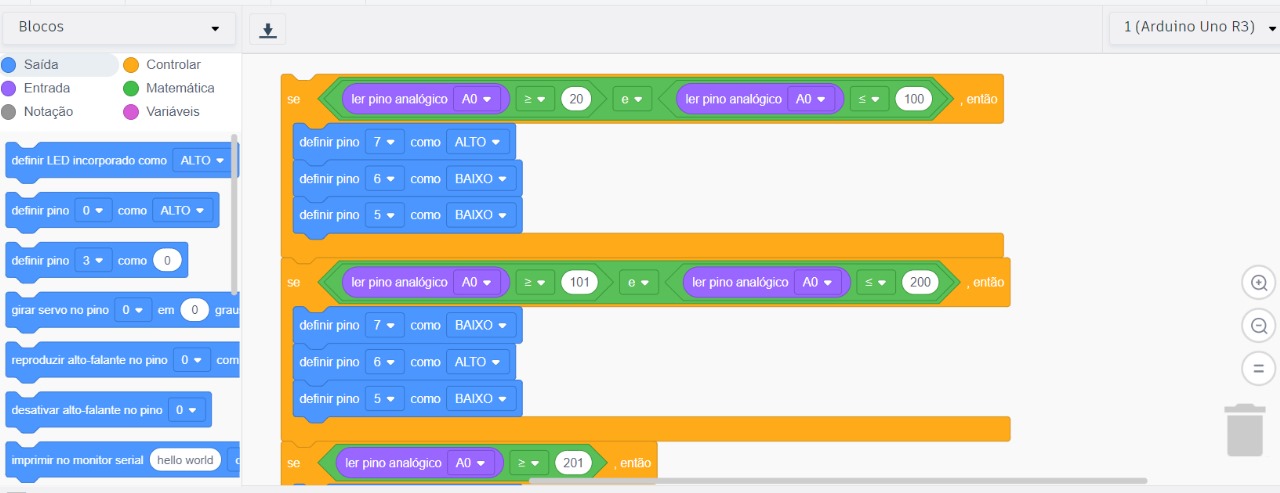 Blocos
1 (Arduino Uno R3)
Saída
Controlar
Entrada
Matemática
Notação
Variáveis
definir LED incorporado como ALTO
definir pino 0 como ALTO
definir pino 3 como 0
girar servo no pino 0 em 0 grau
reproduzir alto-falante no pino 0 com
desativar alto-falante no pino 0
imprimir no monitor serial hello world
se ler pino analógico A0 ≥ 20 e ler pino analógico A0 ≤ 100 , então
definir pino 7 como ALTO
definir pino 6 como BAIXO
definir pino 5 como BAIXO
se ler pino analógico A0 ≥ 101 e ler pino analógico A0 ≤ 200 , então
definir pino 7 como BAIXO
definir pino 6 como ALTO
definir pino 5 como BAIXO
se ler pino analógico A0 ≥ 201 , então